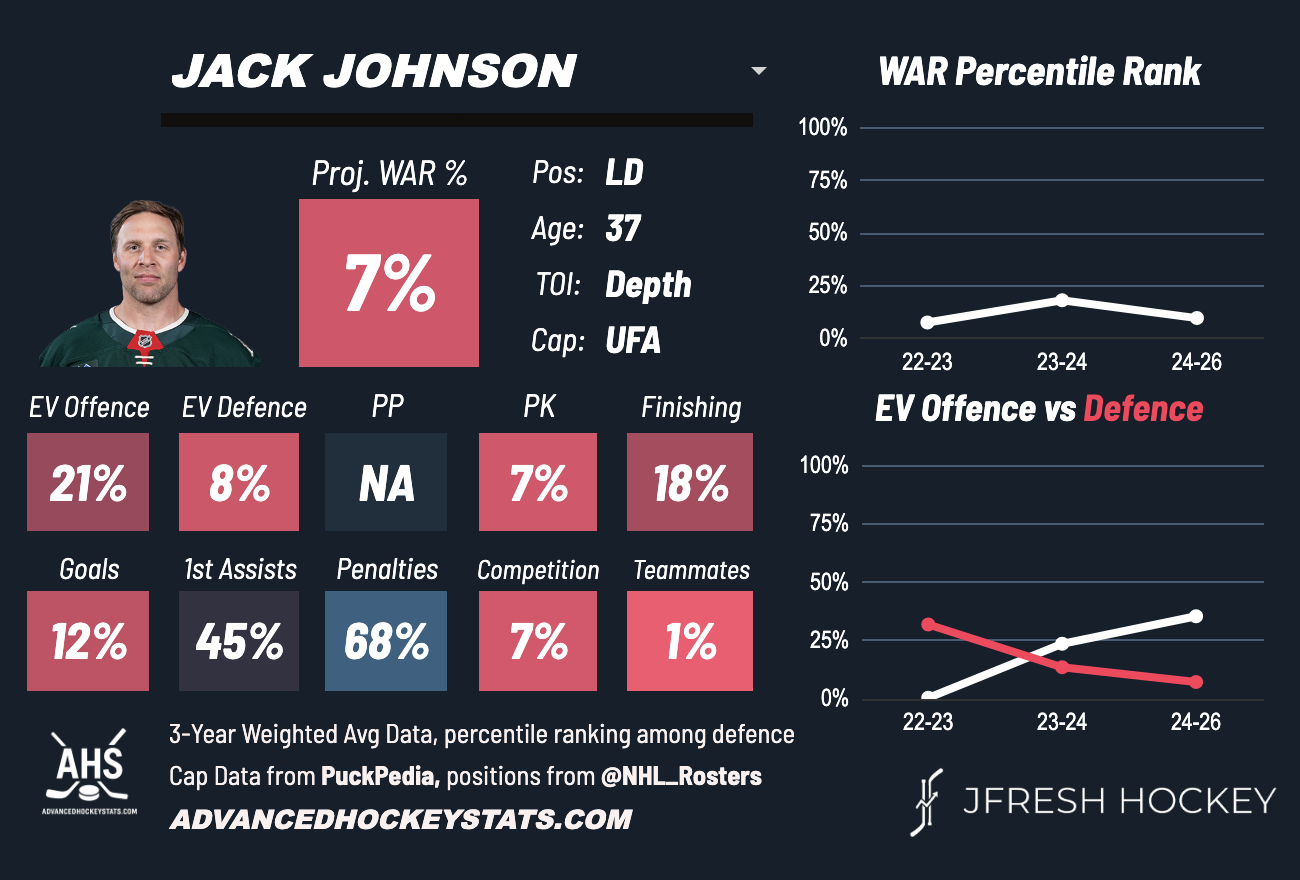 JACK JOHNSON
Proj. WAR %
7%
Pos: LD
Age: 37
TOI: Depth
Cap: UFA
EV Offence EV Defence PP PK Finishing
21% 8% NA 7% 18%
Goals 1st Assists Penalties Competition Teammates
12% 45% 68% 7% 1%
WAR Percentile Rank
100%
75%
50%
25%
0%
22-23 23-24 24-26
EV Offence vs Defence
100%
75%
50%
25%
0%
22-23 23-24 24-26
AHS
ADVANCEDHOCKEYSTATS.COM
3-Year Weighted Avg Data, percentile ranking among defence
Cap Data from PuckPedia, positions from @NHL_Rosters
ADVANCEDHOCKEYSTATS.COM
JFRESH HOCKEY